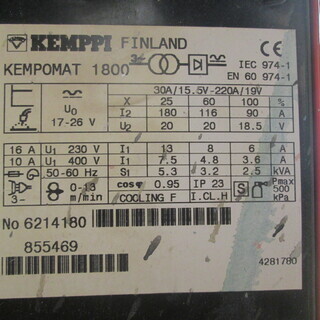 KEMPPI FINLAND
KEMPOMAT 1800
IEC 974-1
EN 60 974-1
30A/15.5V-220A/19V
U0
17-26 V
X 25 60 100 %
I2 180 116 90 A
U2 20 20 18.5 V
16 A U1 230 V I1 13 8 6 A
10 A U1 400 V I1 7.5 4.8 3.6 A
50-60 Hz S1 5.3 3.2 2.5 kVA
3~ 0-13 m/min cosφ 0.95 IP 23 S Pmax 500 kPa
COOLING F I.CL.H
No 6214180
855469
4281780